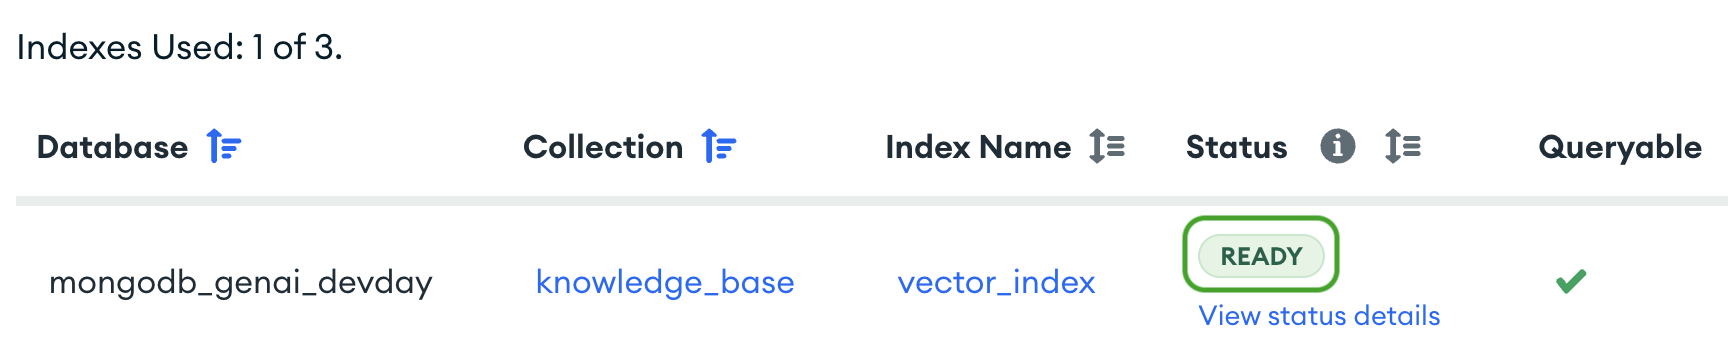 Indexes Used: 1 of 3.
Database Collection Index Name Status Queryable
mongodb_genai_devday knowledge_base vector_index READY
View status details